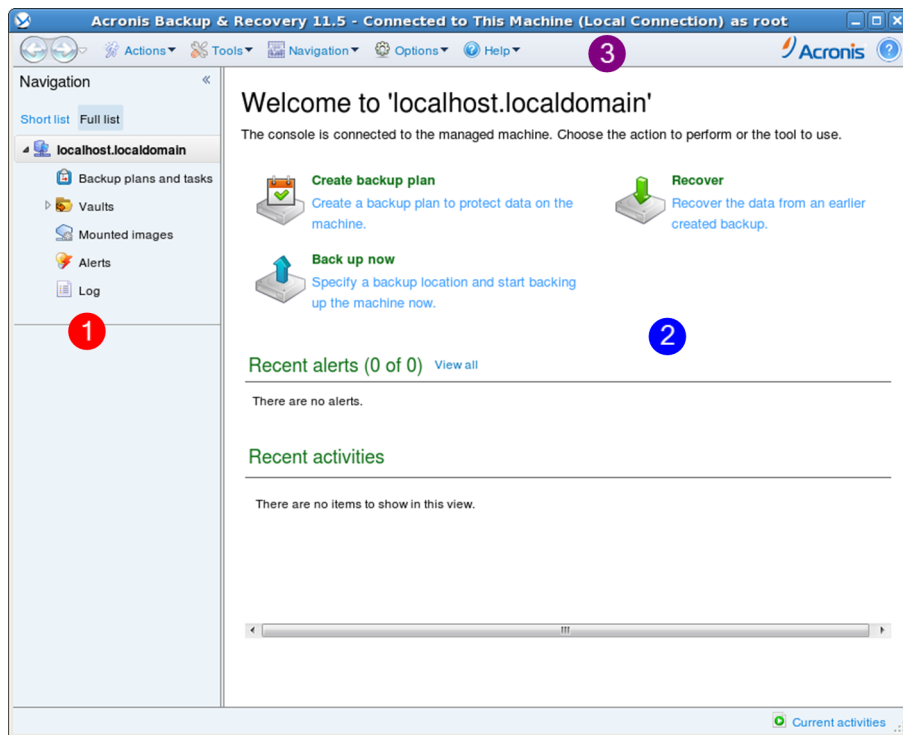 Acronis Backup & Recovery 11.5 - Connected to This Machine (Local Connection) as root
Actions Tools Navigation Options Help 3 Acronis ?
Navigation «
Short list Full list
localhost.localdomain
Backup plans and tasks
Vaults
Mounted images
Alerts
Log
1
Welcome to 'localhost.localdomain'
The console is connected to the managed machine. Choose the action to perform or the tool to use.
Create backup plan
Create a backup plan to protect data on the
machine.
Recover
Recover the data from an earlier
created backup.
Back up now
Specify a backup location and start backing
up the machine now.
2
Recent alerts (0 of 0) View all
There are no alerts.
Recent activities
There are no items to show in this view.
Current activities